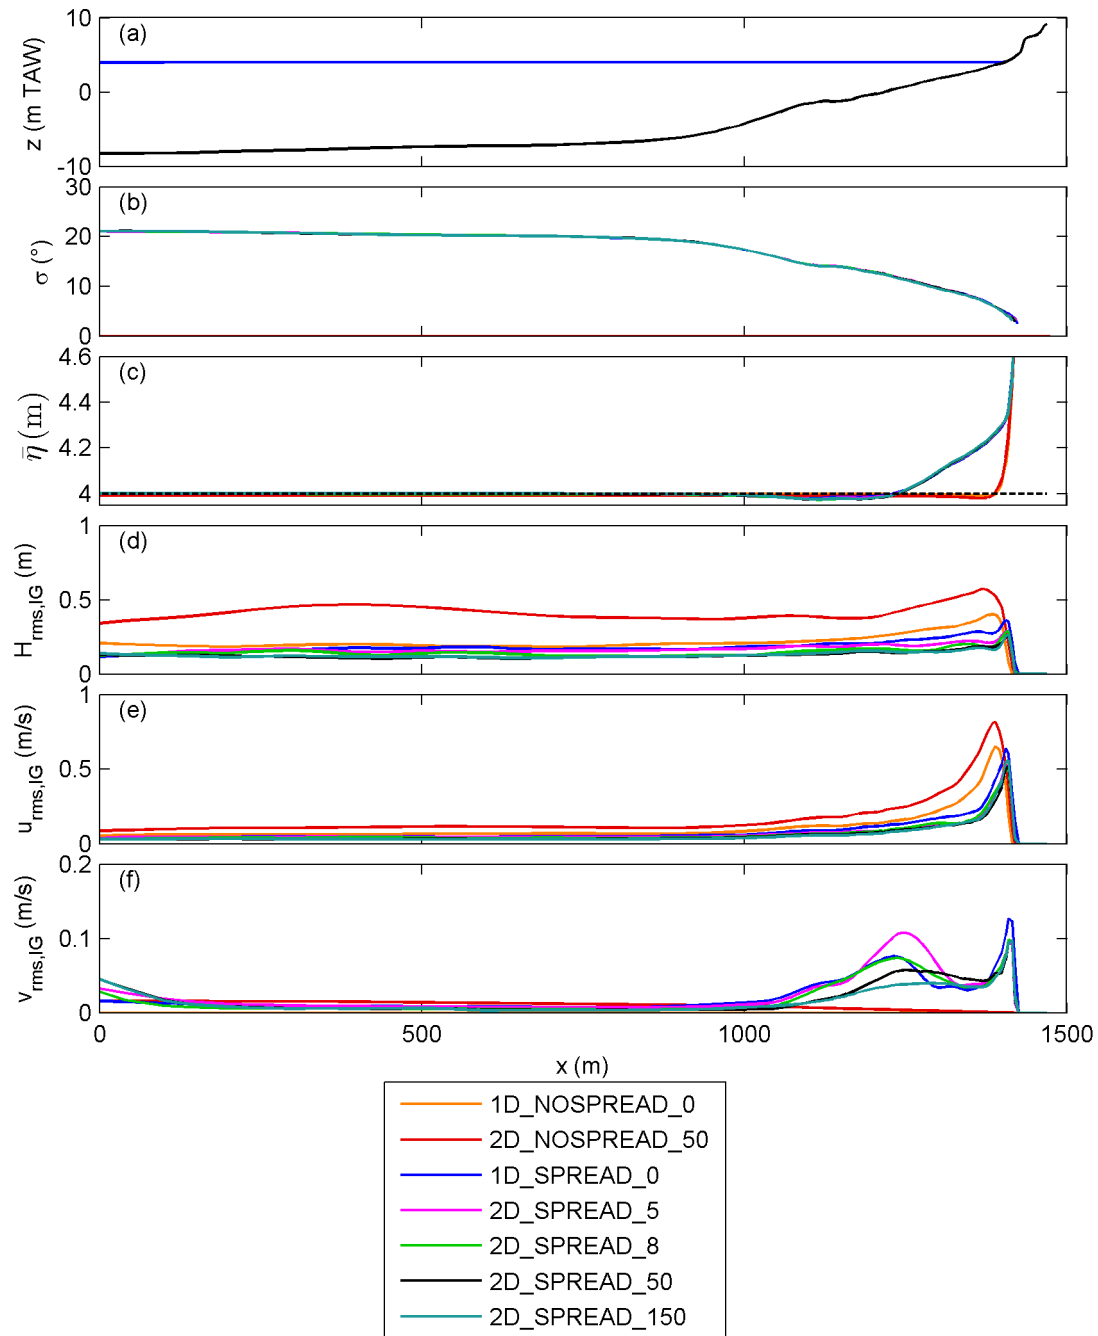 10
(a)
z (m TAW)
0
-10
30
(b)
20
σ (°)
10
0
4.6
(c)
4.4
η̄ (m)
4.2
4
1
(d)
H_rms,IG (m)
0.5
0
1
(e)
u_rms,IG (m/s)
0.5
0
0.2
(f)
v_rms,IG (m/s)
0.1
0
0 500 1000 1500
x (m)
1D_NOSPREAD_0
2D_NOSPREAD_50
1D_SPREAD_0
2D_SPREAD_5
2D_SPREAD_8
2D_SPREAD_50
2D_SPREAD_150